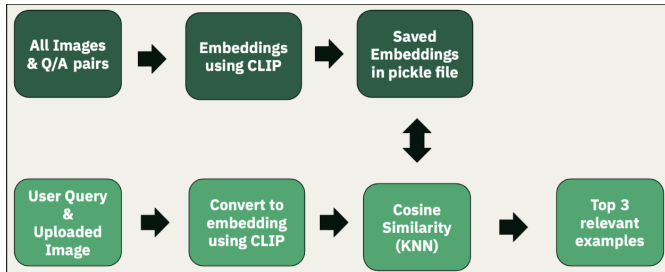 All Images
& Q/A pairs
Embeddings
using CLIP
Saved
Embeddings
in pickle file
User Query
&
Uploaded
Image
Convert to
embedding
using CLIP
Cosine
Similarity
(KNN)
Top 3
relevant
examples